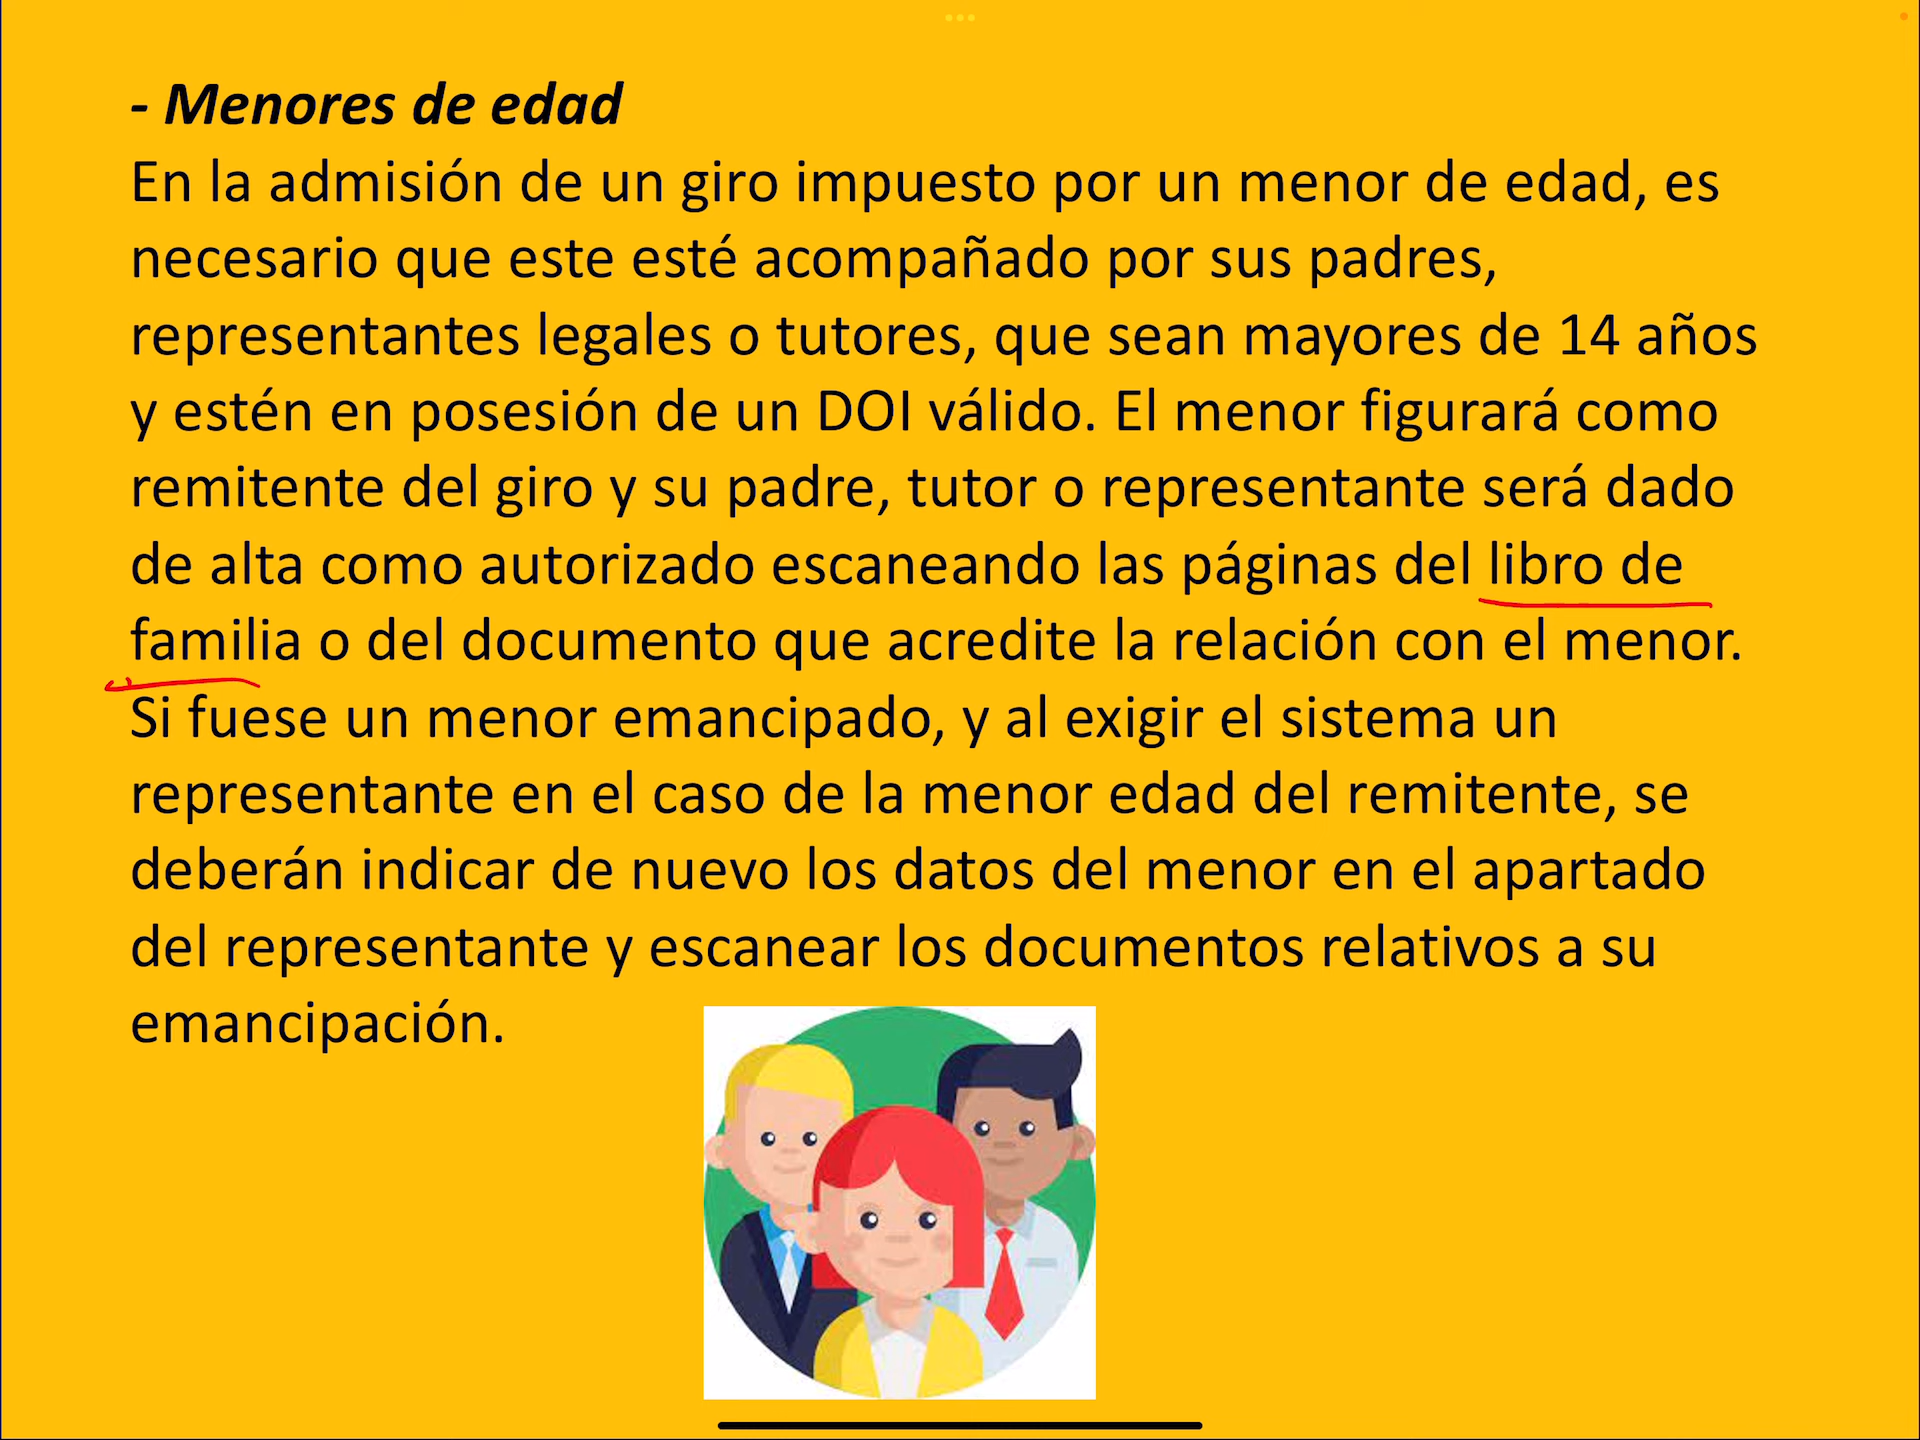 - Menores de edad
En la admisión de un giro impuesto por un menor de edad, es
necesario que este esté acompañado por sus padres,
representantes legales o tutores, que sean mayores de 14 años
y estén en posesión de un DOI válido. El menor figurará como
remitente del giro y su padre, tutor o representante será dado
de alta como autorizado escaneando las páginas del libro de
familia o del documento que acredite la relación con el menor.
Si fuese un menor emancipado, y al exigir el sistema un
representante en el caso de la menor edad del remitente, se
deberán indicar de nuevo los datos del menor en el apartado
del representante y escanear los documentos relativos a su
emancipación.